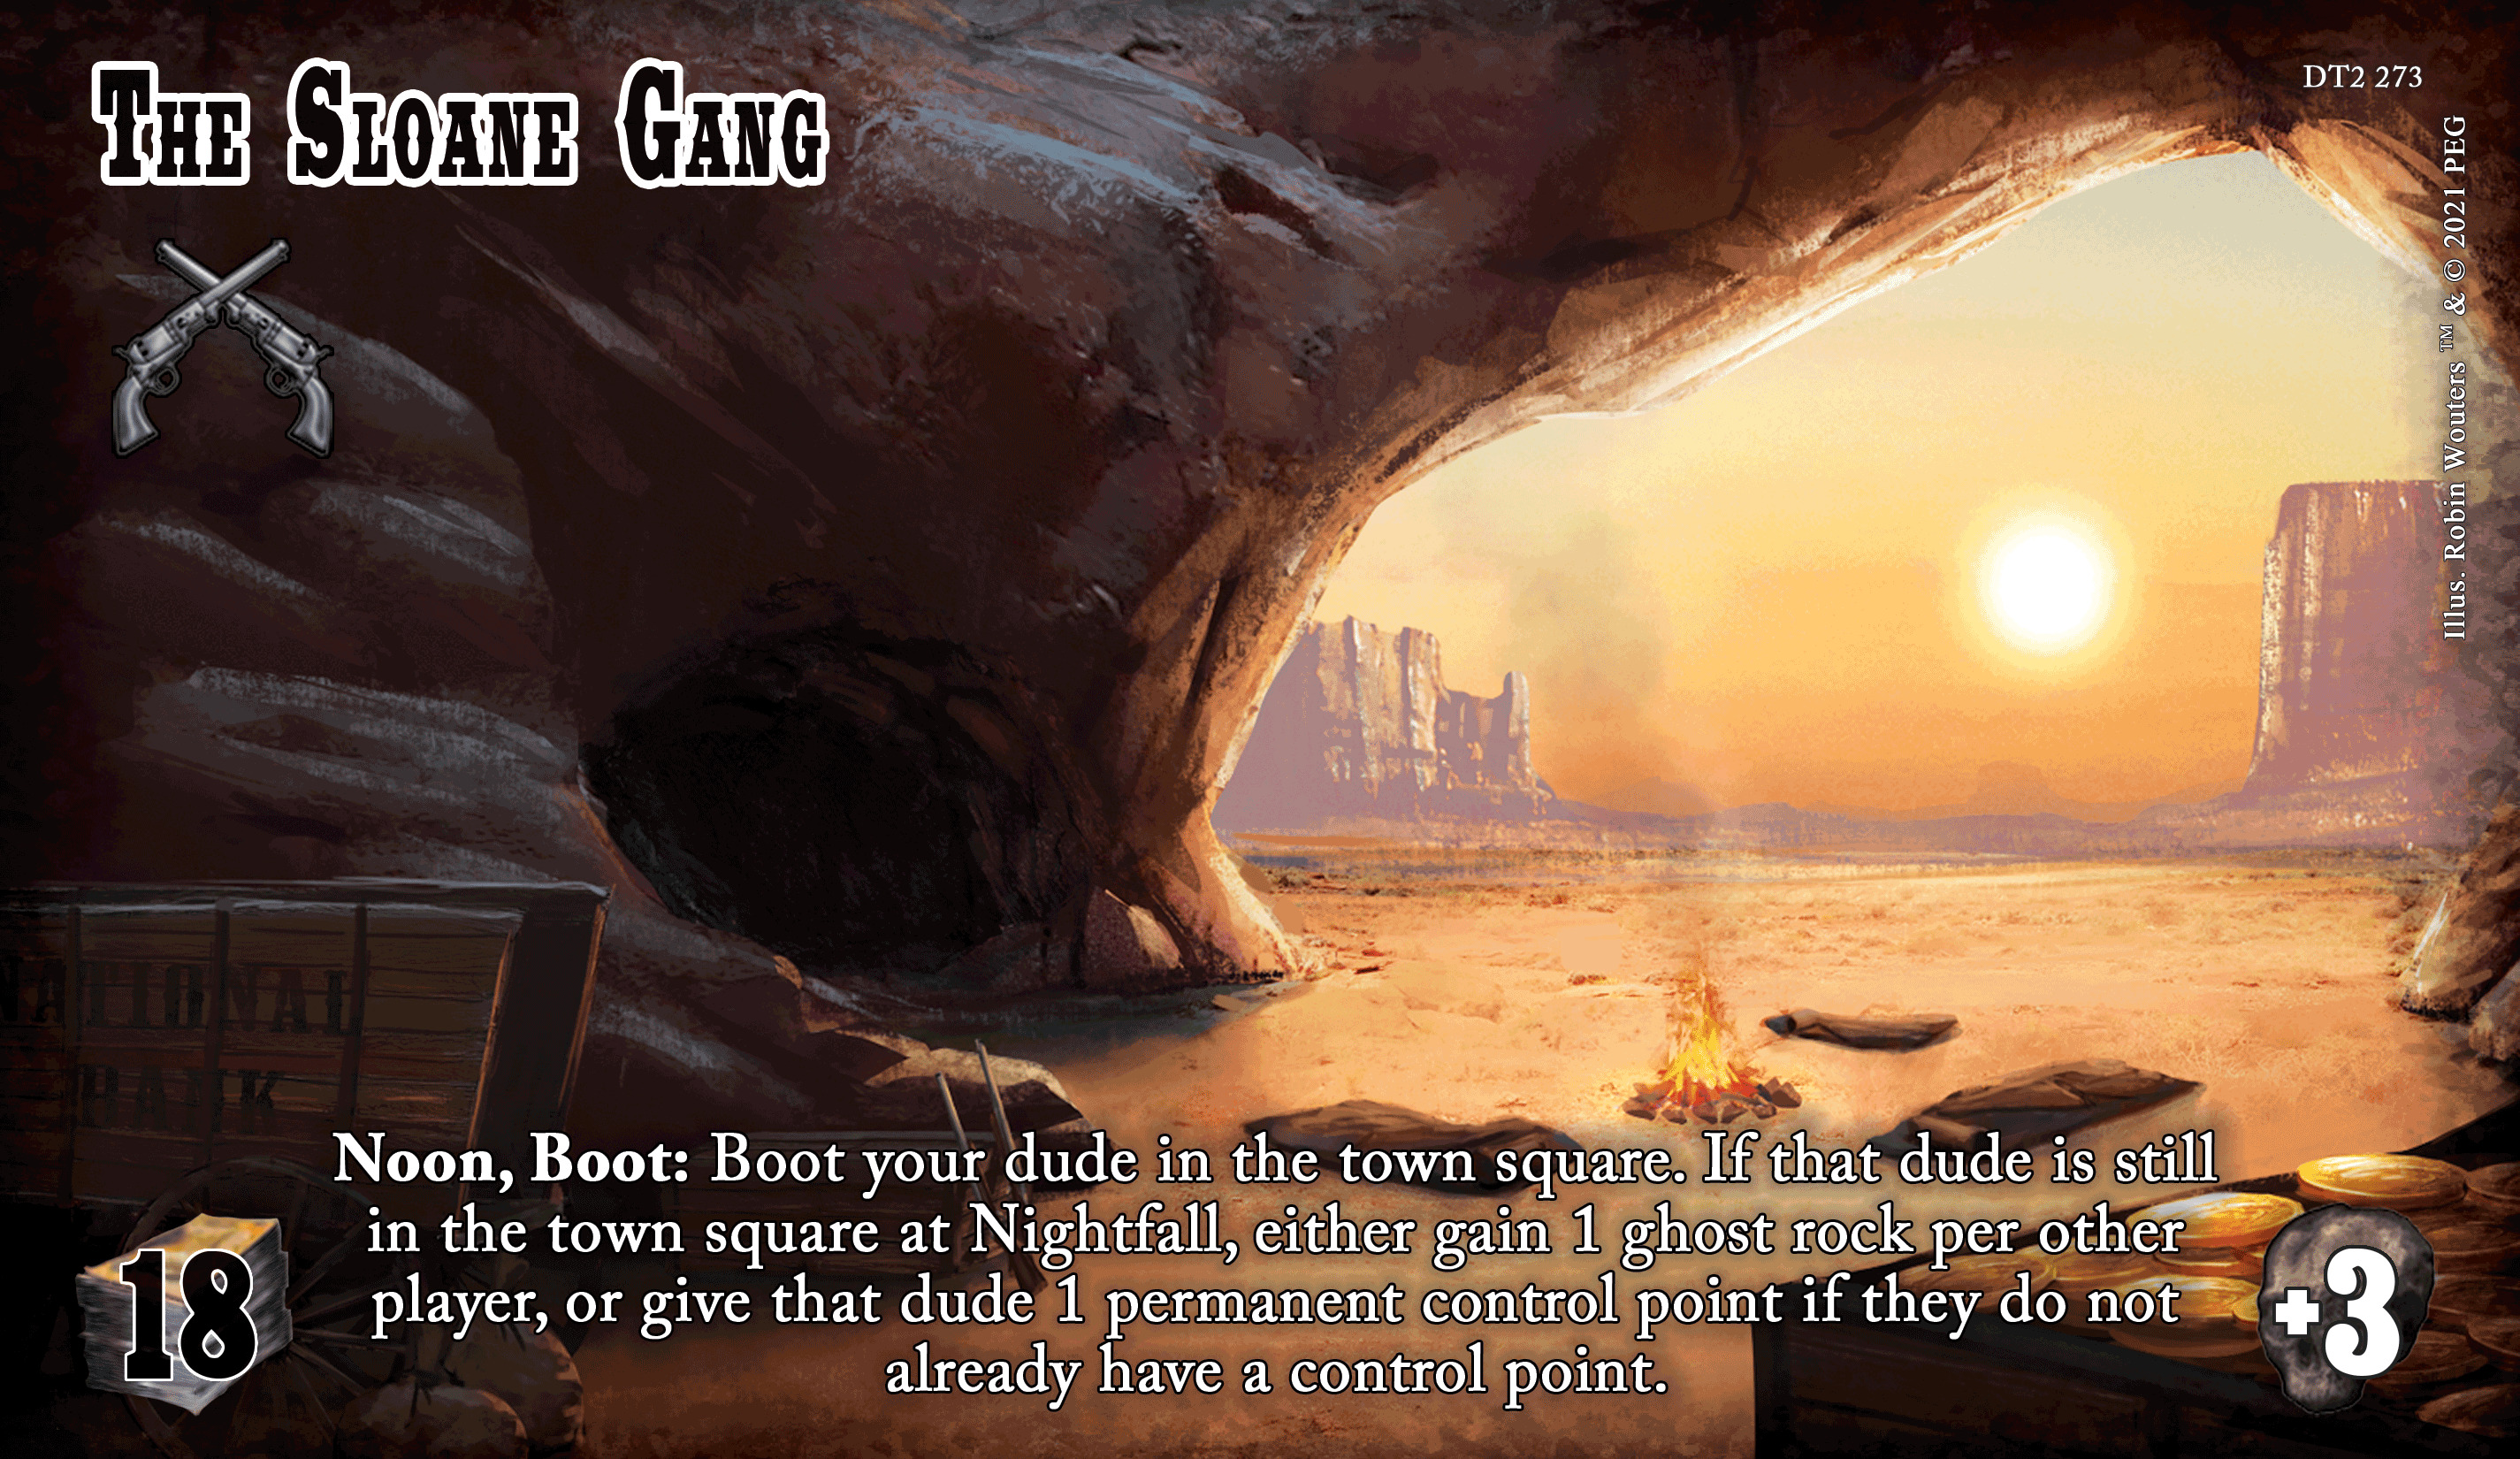 The Sloane Gang
DT2 273
Illus. Robin Wouters ™ & © 2021 PEG
NATIONAL
BANK
Noon, Boot: Boot your dude in the town square. If that dude is still
in the town square at Nightfall, either gain 1 ghost rock per other
player, or give that dude 1 permanent control point if they do not
already have a control point.
18
+3